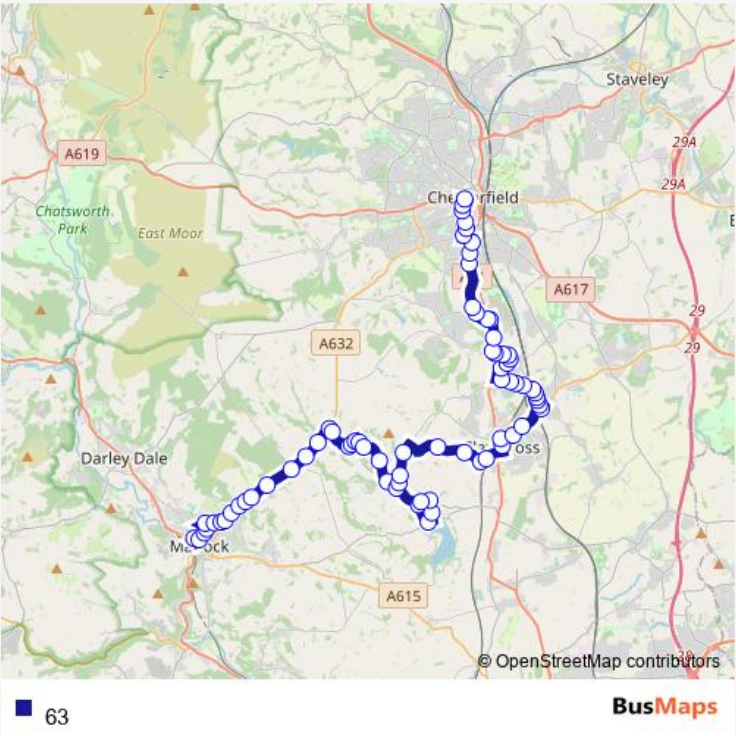 Staveley
29A
A619
29A
Chesterfield
Chatsworth
Park
East Moor
A617
29
A632
29
Darley Dale
Matlock
A615
© OpenStreetMap contributors
63
BusMaps